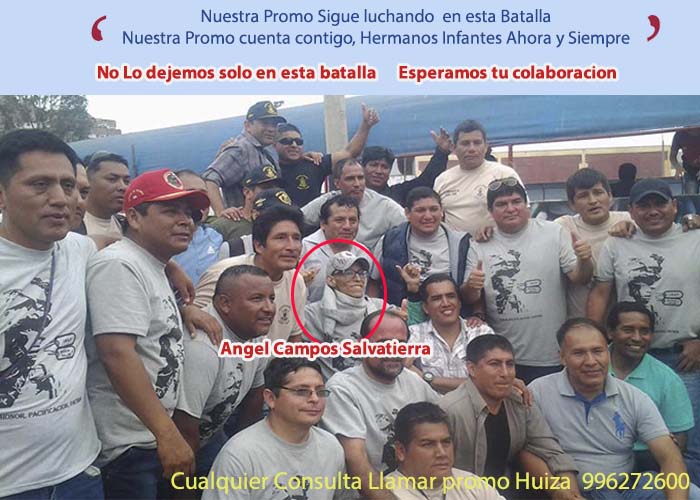 ‘ Nuestra Promo Sigue luchando en esta Batalla
Nuestra Promo cuenta contigo, Hermanos Infantes Ahora y Siempre ’
No Lo dejemos solo en esta batalla Esperamos tu colaboracion
Angel Campos Salvatierra
Cualquier Consulta Llamar promo Huiza 996272600